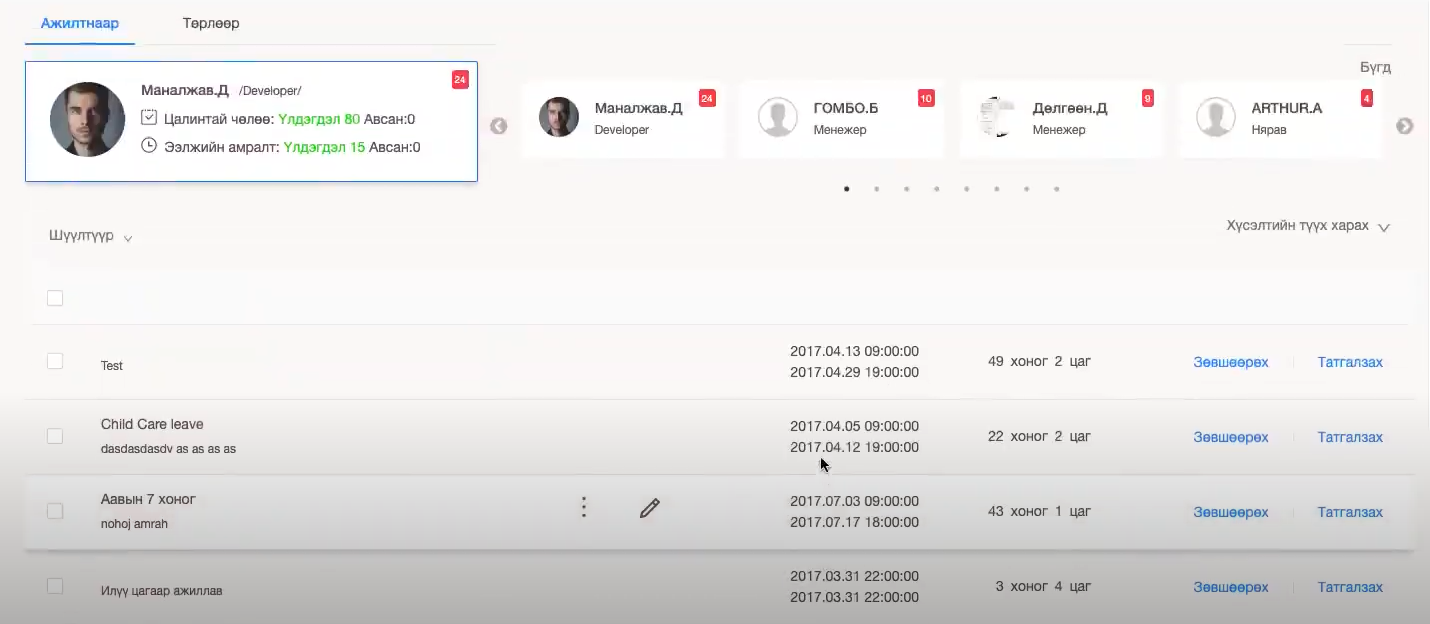 Ажилтнаар Төрлөөр
Бүгд
Маналжав.Д /Developer/ 24
Цалинтай чөлөө: Үлдэгдэл 80 Авсан:0
Ээлжийн амралт: Үлдэгдэл 15 Авсан:0
Маналжав.Д 24
Developer
ГОМБО.Б 10
Менежер
Дөлгөөн.Д 9
Менежер
ARTHUR.A 4
Нярав
Шүүлтүүр
Хүсэлтийн түүх харах
Test
2017.04.13 09:00:00
2017.04.29 19:00:00
49 хоног 2 цаг
Зөвшөөрөх Татгалзах
Child Care leave
dasdasdasdv as as as as
2017.04.05 09:00:00
2017.04.12 19:00:00
22 хоног 2 цаг
Зөвшөөрөх Татгалзах
Аавын 7 хоног
nohoj amrah
2017.07.03 09:00:00
2017.07.17 18:00:00
43 хоног 1 цаг
Зөвшөөрөх Татгалзах
Илүү цагаар ажиллав
2017.03.31 22:00:00
2017.03.31 22:00:00
3 хоног 4 цаг
Зөвшөөрөх Татгалзах